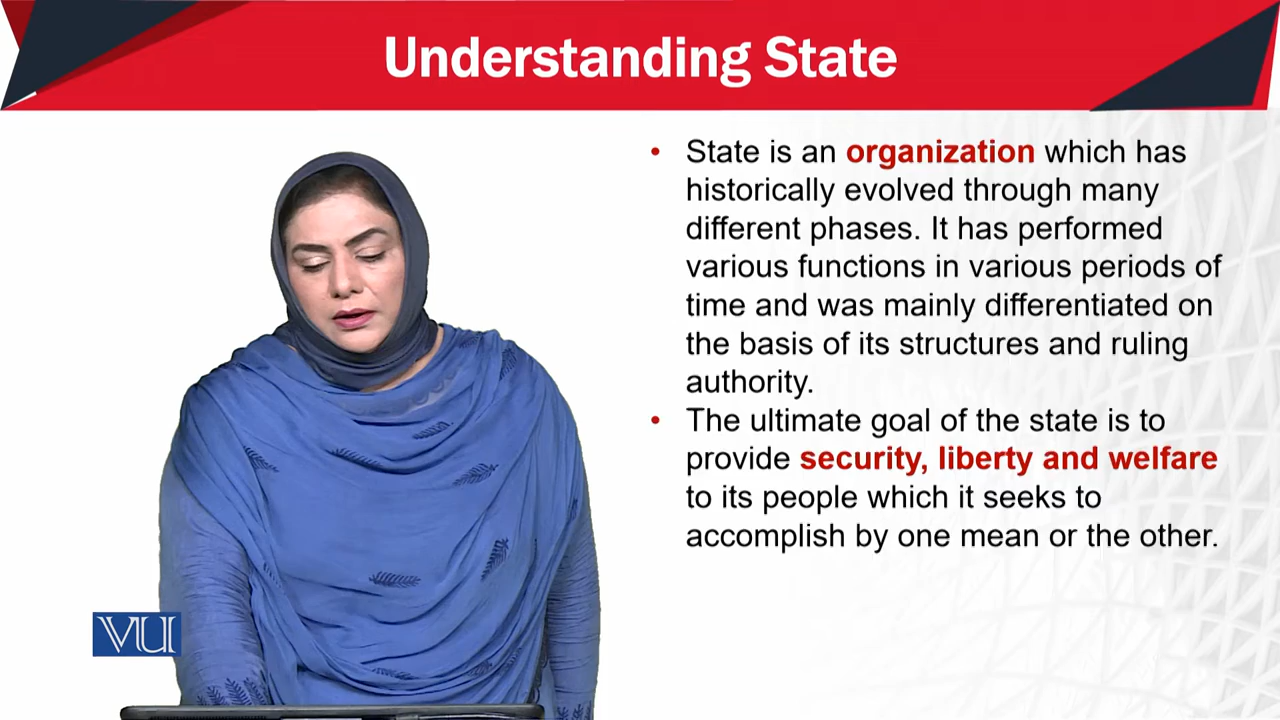 Understanding State
• State is an organization which has
historically evolved through many
different phases. It has performed
various functions in various periods of
time and was mainly differentiated on
the basis of its structures and ruling
authority.
• The ultimate goal of the state is to
provide security, liberty and welfare
to its people which it seeks to
accomplish by one mean or the other.
VU